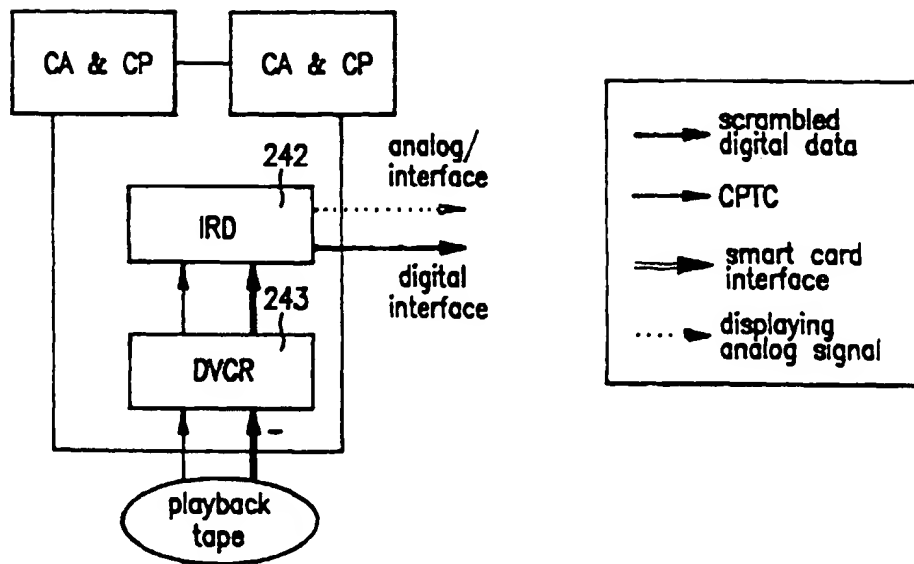 CA & CP
CA & CP
242
analog/
interface
IRD
digital
interface
243
DVCR
playback
tape
scrambled
digital data
CPTC
smart card
interface
displaying
analog signal